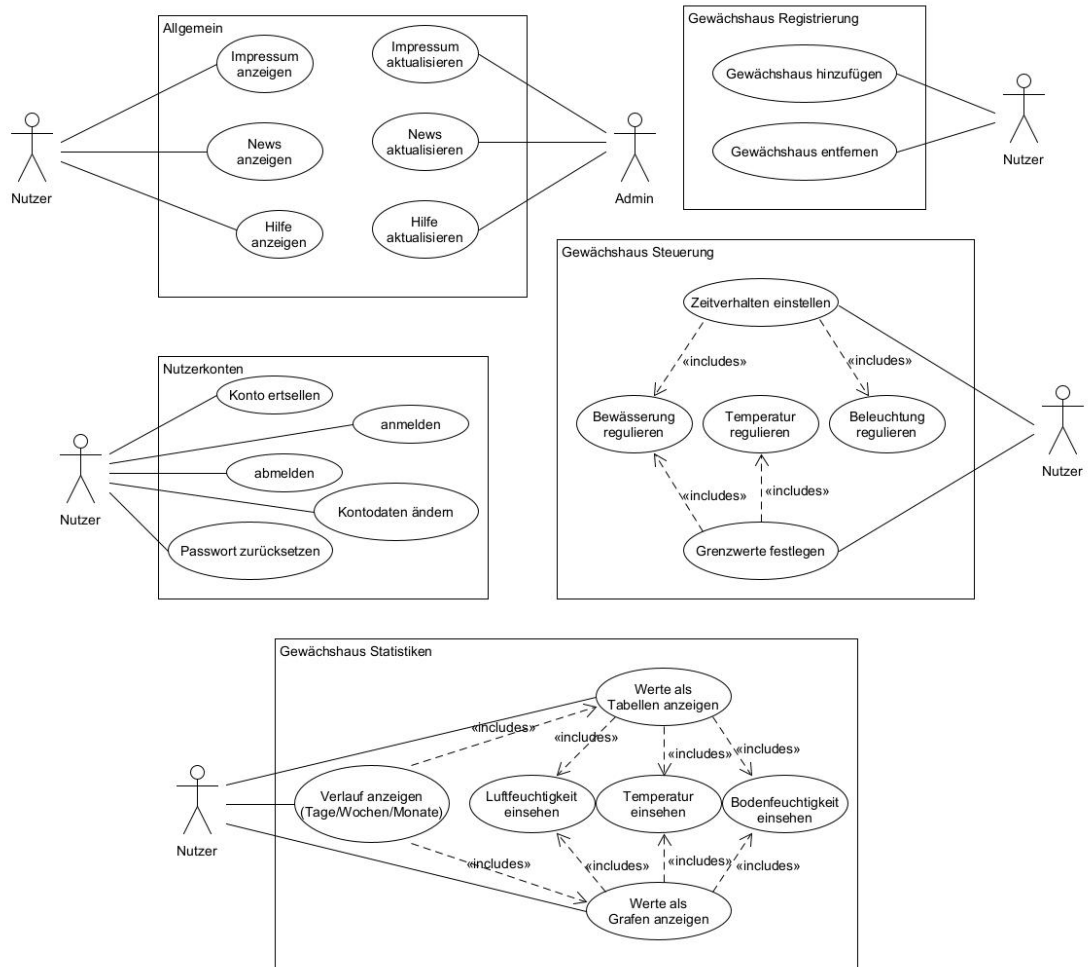 Allgemein
Impressum
anzeigen
Impressum
aktualisieren
News
anzeigen
News
aktualisieren
Hilfe
anzeigen
Hilfe
aktualisieren
Nutzer
Admin
Gewächshaus Registrierung
Gewächshaus hinzufügen
Gewächshaus entfernen
Nutzer
Gewächshaus Steuerung
Zeitverhalten einstellen
«includes»
«includes»
Bewässerung
regulieren
Temperatur
regulieren
Beleuchtung
regulieren
«includes»
«includes»
Grenzwerte festlegen
Nutzer
Nutzerkonten
Konto ertsellen
anmelden
abmelden
Kontodaten ändern
Passwort zurücksetzen
Nutzer
Gewächshaus Statistiken
Werte als
Tabellen anzeigen
«includes»
«includes»
«includes»
«includes»
Verlauf anzeigen
(Tage/Wochen/Monate)
Luftfeuchtigkeit
einsehen
Temperatur
einsehen
Bodenfeuchtigkeit
einsehen
«includes»
«includes»
«includes»
«includes»
Werte als
Grafen anzeigen
Nutzer